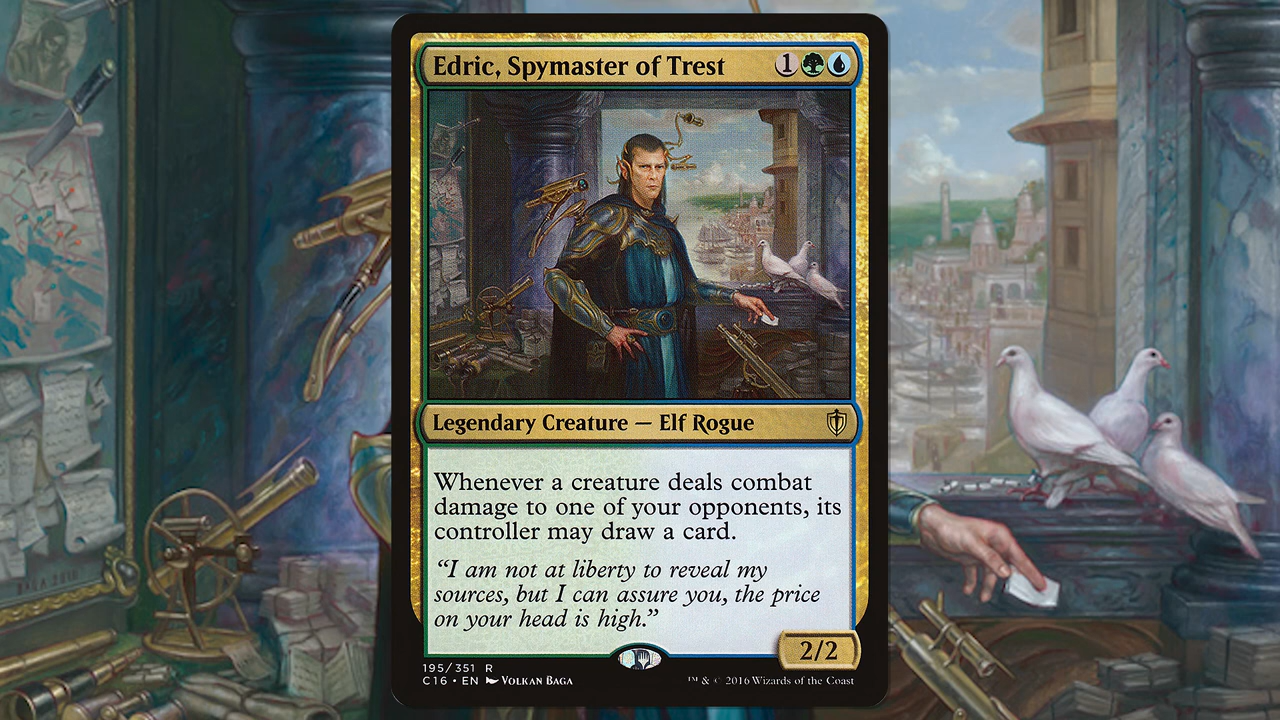 Edric, Spymaster of Trest 1
Legendary Creature — Elf Rogue
Whenever a creature deals combat
damage to one of your opponents, its
controller may draw a card.
“I am not at liberty to reveal my
sources, but I can assure you, the price
on your head is high.”
2/2
195/351 R
C16 • EN VOLKAN BAGA
™ & © 2016 Wizards of the Coast
BAGA 2010